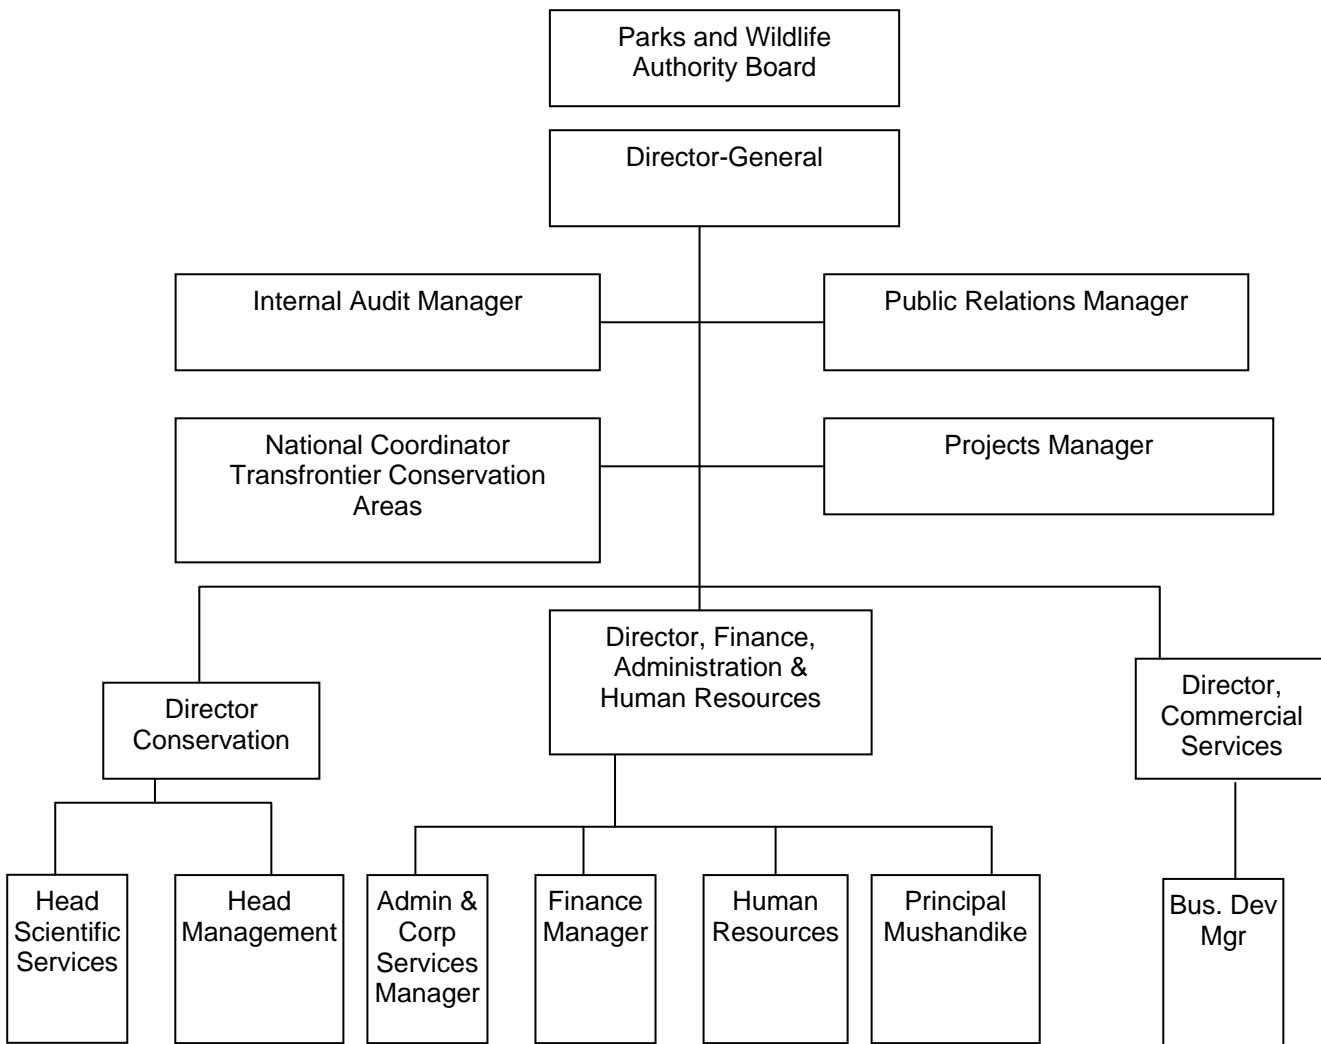 Parks and Wildlife
Authority Board
Director-General
Internal Audit Manager
Public Relations Manager
National Coordinator
Transfrontier Conservation
Areas
Projects Manager
Director, Finance,
Administration &
Human Resources
Director
Conservation
Director,
Commercial
Services
Head
Scientific
Services
Head
Management
Admin &
Corp
Services
Manager
Finance
Manager
Human
Resources
Principal
Mushandike
Bus. Dev
Mgr